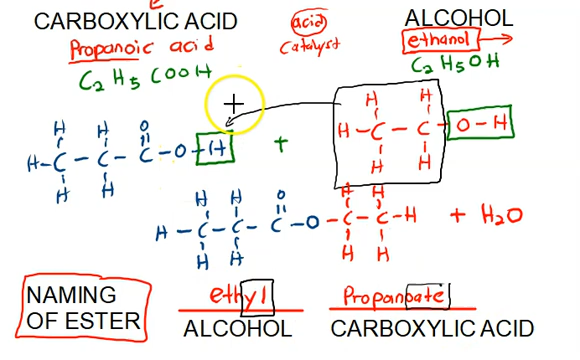 CARBOXYLIC ACID
acid
ALCOHOL
Propanoic acid
catalyst
ethanol
C2H5COOH
C2H5OH
+
H H O
H-C-C-C-O-H
H H
+
H H
H-C-C-O-H
H H
H H O H H
H-C-C-C-O-C-C-H + H2O
H H H H
NAMING
OF ESTER
ethyl Propanoate
ALCOHOL CARBOXYLIC ACID